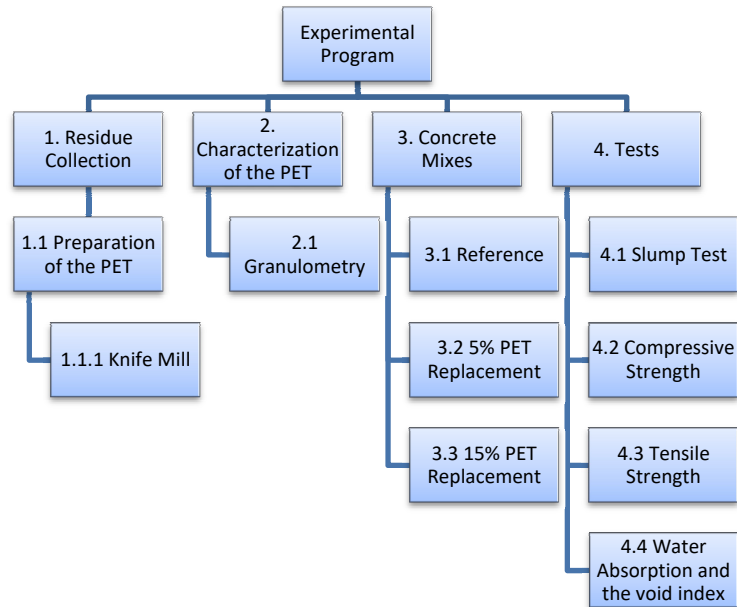 Experimental
Program
1. Residue
Collection
2.
Characterization
of the PET
3. Concrete
Mixes
4. Tests
1.1 Preparation
of the PET
2.1
Granulometry
3.1 Reference
4.1 Slump Test
1.1.1 Knife Mill
3.2 5% PET
Replacement
4.2 Compressive
Strength
3.3 15% PET
Replacement
4.3 Tensile
Strength
4.4 Water
Absorption and
the void index